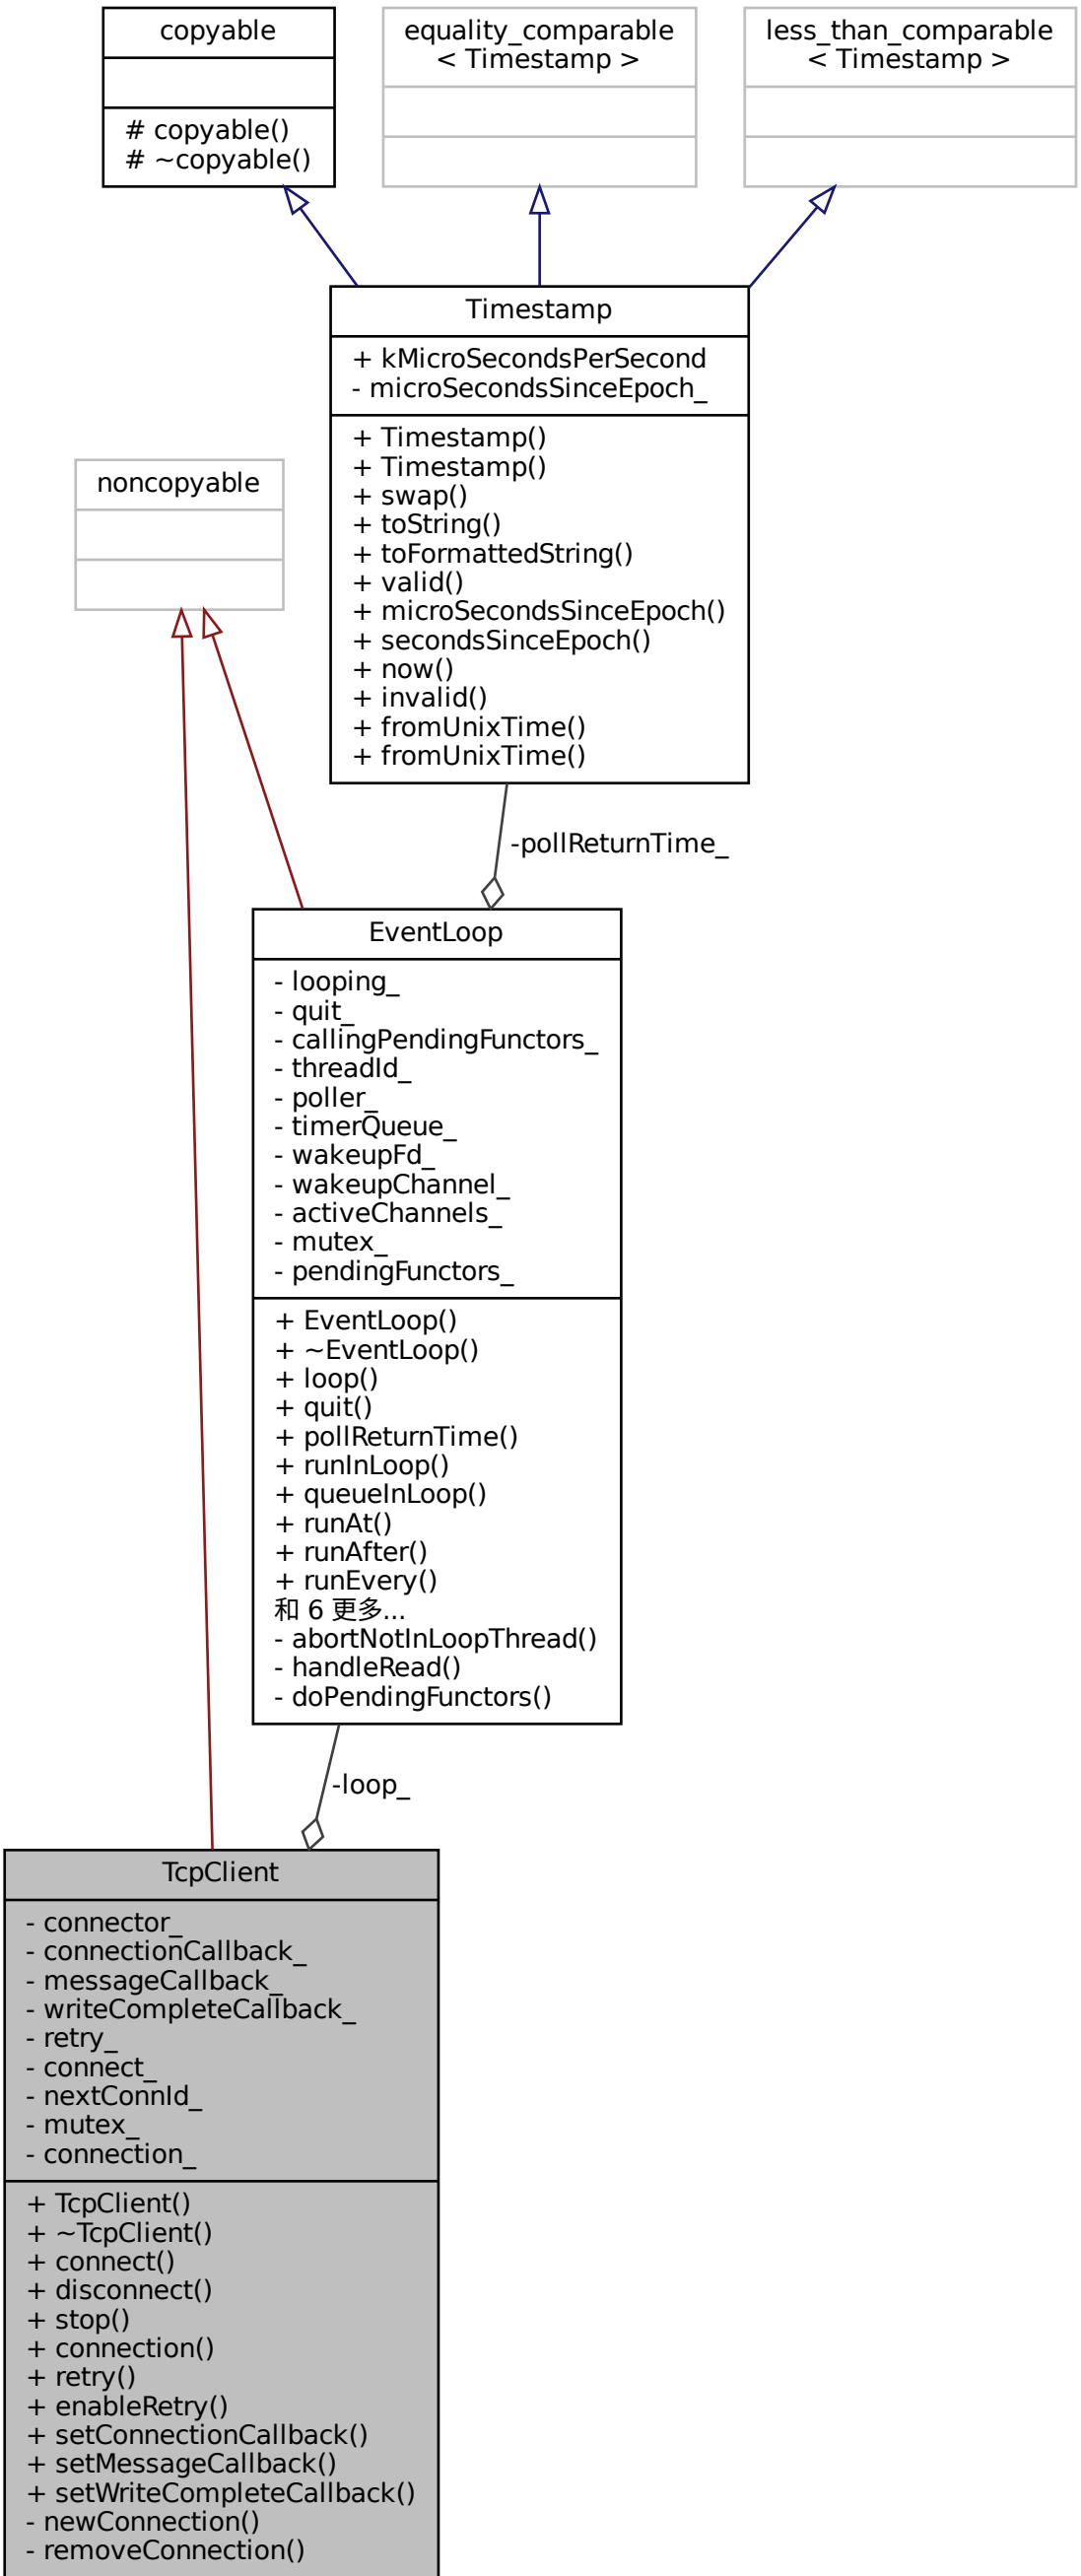 copyable
# copyable()
# ~copyable()
equality_comparable
< Timestamp >
less_than_comparable
< Timestamp >
Timestamp
+ kMicroSecondsPerSecond
- microSecondsSinceEpoch_
+ Timestamp()
+ Timestamp()
+ swap()
+ toString()
+ toFormattedString()
+ valid()
+ microSecondsSinceEpoch()
+ secondsSinceEpoch()
+ now()
+ invalid()
+ fromUnixTime()
+ fromUnixTime()
noncopyable
-pollReturnTime_
EventLoop
- looping_
- quit_
- callingPendingFunctors_
- threadId_
- poller_
- timerQueue_
- wakeupFd_
- wakeupChannel_
- activeChannels_
- mutex_
- pendingFunctors_
+ EventLoop()
+ ~EventLoop()
+ loop()
+ quit()
+ pollReturnTime()
+ runInLoop()
+ queueInLoop()
+ runAt()
+ runAfter()
+ runEvery()
和 6 更多...
- abortNotInLoopThread()
- handleRead()
- doPendingFunctors()
-loop_
TcpClient
- connector_
- connectionCallback_
- messageCallback_
- writeCompleteCallback_
- retry_
- connect_
- nextConnId_
- mutex_
- connection_
+ TcpClient()
+ ~TcpClient()
+ connect()
+ disconnect()
+ stop()
+ connection()
+ retry()
+ enableRetry()
+ setConnectionCallback()
+ setMessageCallback()
+ setWriteCompleteCallback()
- newConnection()
- removeConnection()